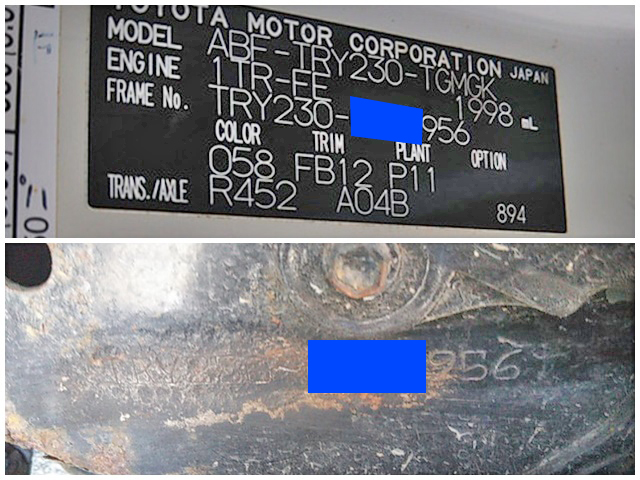 TOYOTA MOTOR CORPORATION JAPAN
MODEL ABF-TRY230-TGMGK
ENGINE 1TR-FE 1998 mL
FRAME No. TRY230- 956
COLOR TRIM PLANT OPTION
058 FB12 P11
TRANS./AXLE R452 A04B 894
956